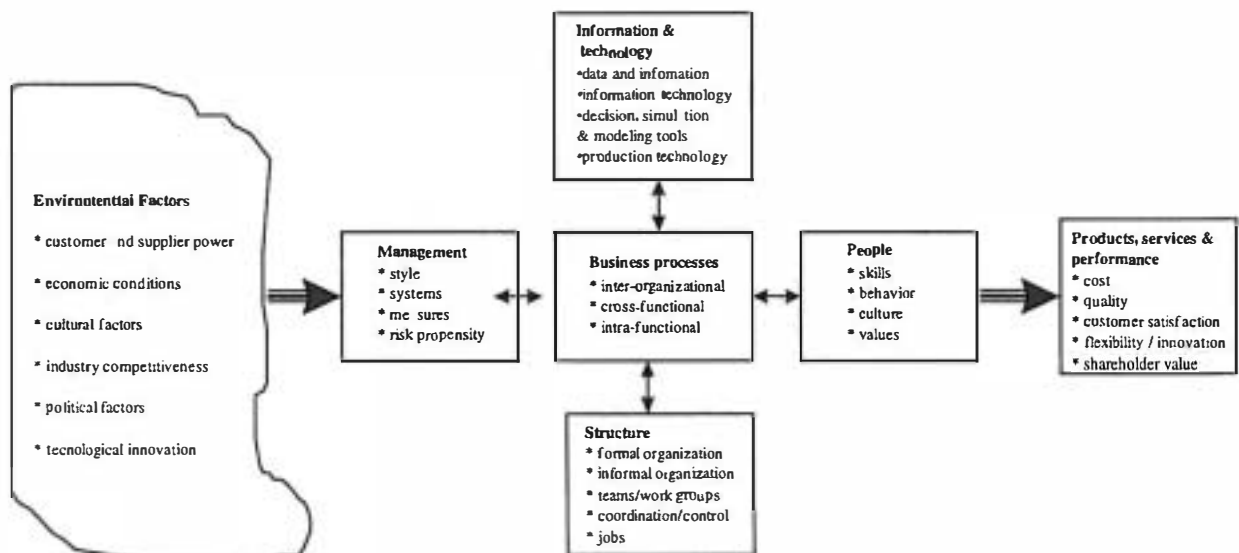 Information &
technology
•data and infomation
•information technology
•decision. simul tion
& modeling tools
•production technology
Environtential Factors
* customer nd supplier power
* economic conditions
* cultural factors
* industry competitiveness
* political factors
* tecnological innovation
Management
* style
* systems
* me sures
* risk propensity
Business processes
* inter-organizational
* cross-functional
* intra-functional
People
* skills
* behavior
* culture
* values
Products, services &
performance
* cost
* quality
* customer satisfaction
* flexibility / innovation
* shareholder value
Structure
* formal organization
* informal organization
* teams/work groups
* coordination/control
* jobs